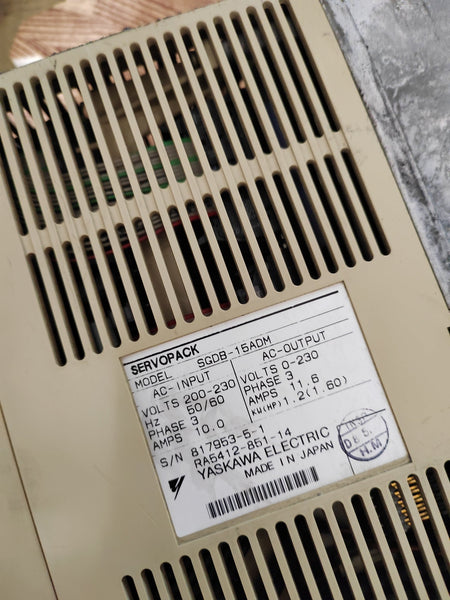 SERVOPACK
MODEL SGDB-15ADM
AC-INPUT AC-OUTPUT
VOLTS 200-230 VOLTS 0-230
Hz 50/60 PHASE 3
PHASE 3 AMPS 11.6
AMPS 10.0 KW(HP) 1.2(1.60)
S/N 817953-5-1
RA5412-851-14
YASKAWA ELECTRIC
MADE IN JAPAN
H.M